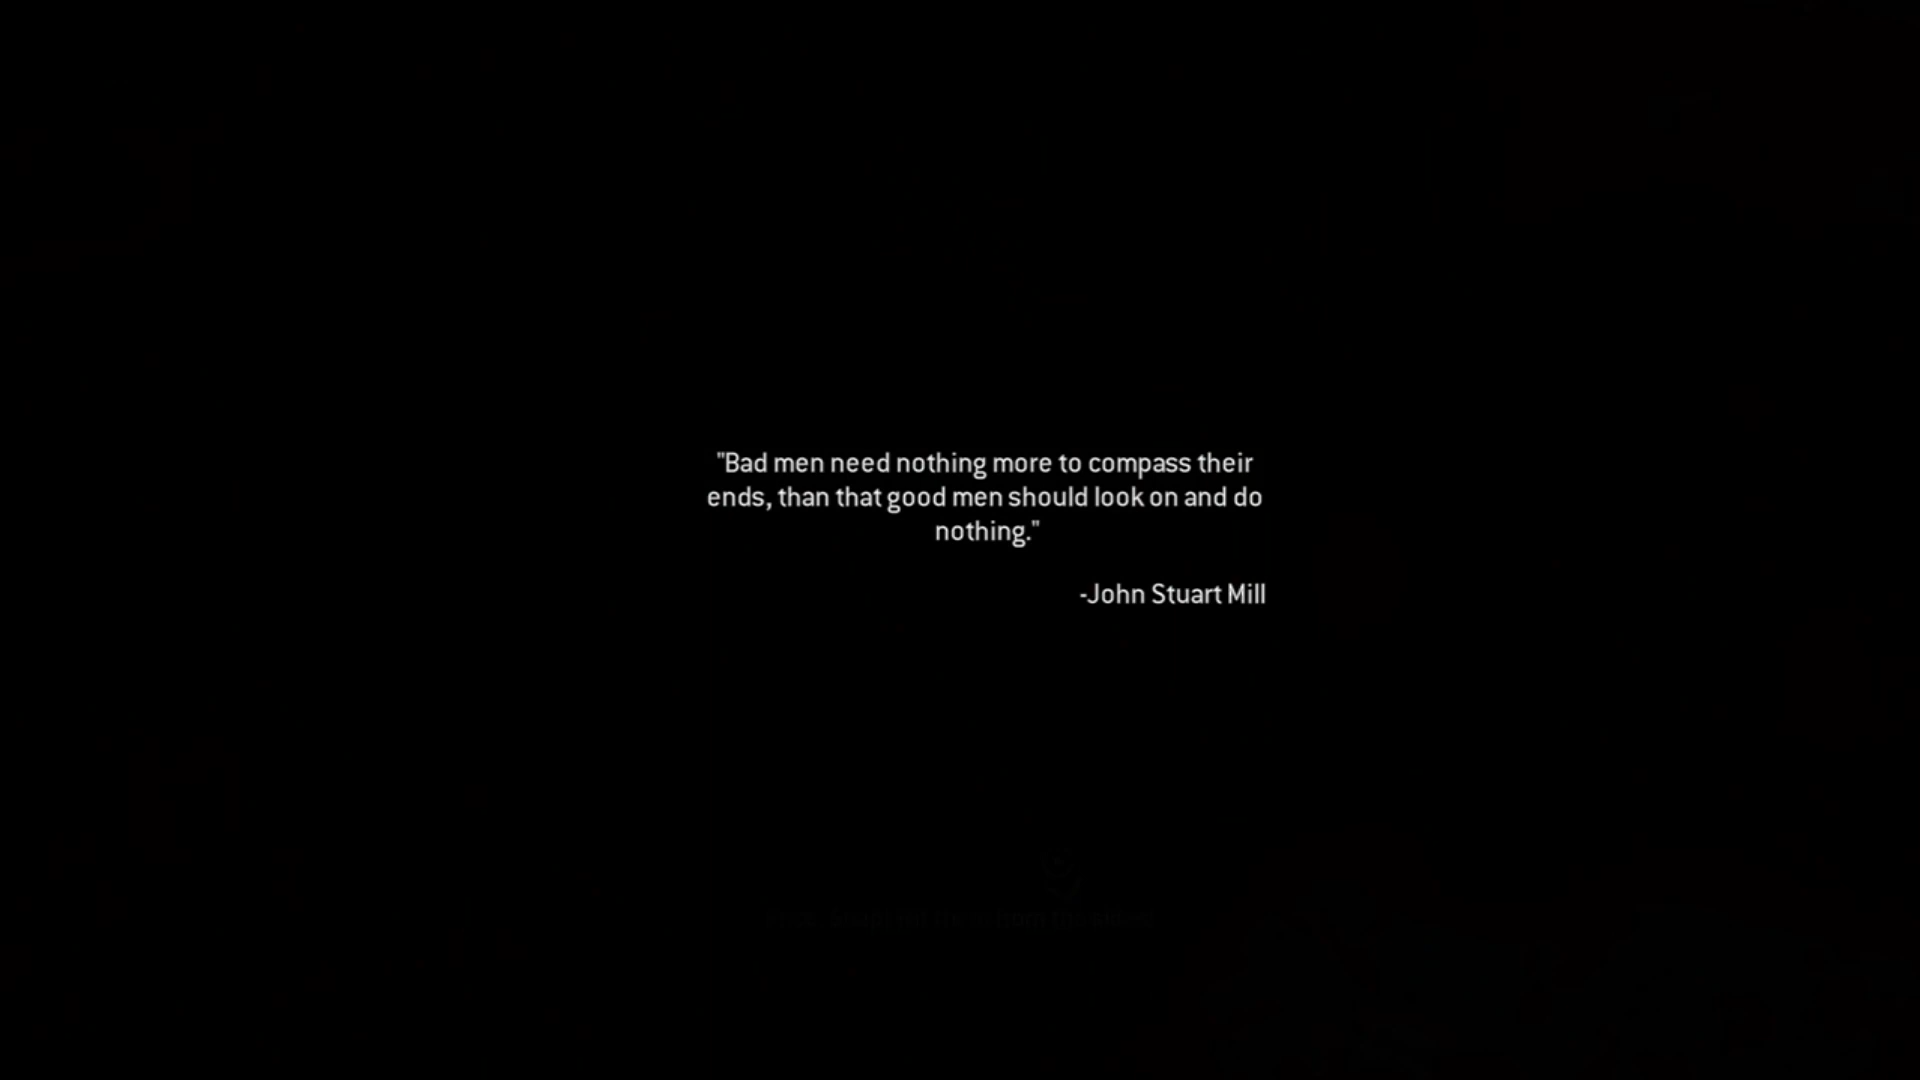 "Bad men need nothing more to compass their
ends, than that good men should look on and do
nothing."
-John Stuart Mill